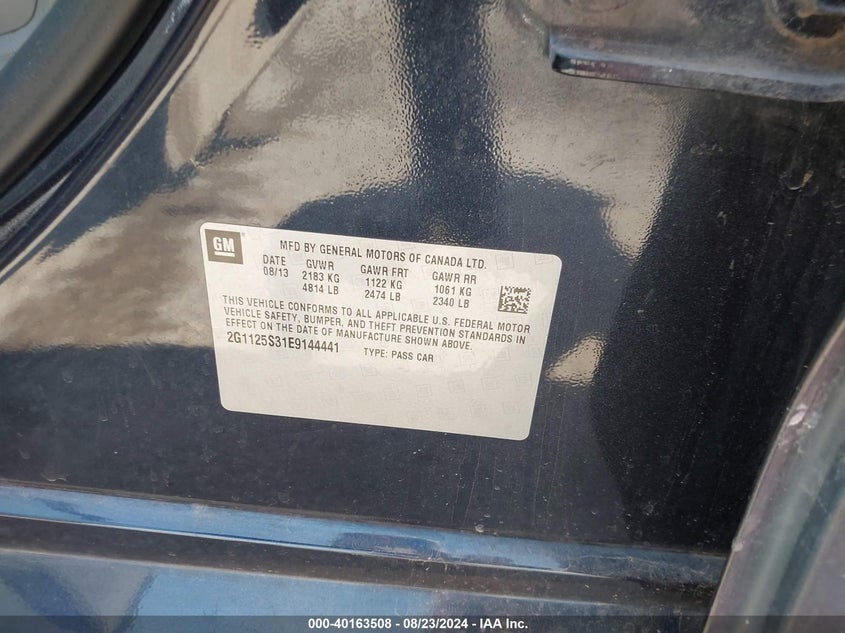 GM
MFD BY GENERAL MOTORS OF CANADA LTD.
DATE GVWR GAWR FRT GAWR RR
08/13 2183 KG 1122 KG 1061 KG
4814 LB 2474 LB 2340 LB
THIS VEHICLE CONFORMS TO ALL APPLICABLE U.S. FEDERAL MOTOR
VEHICLE SAFETY, BUMPER, AND THEFT PREVENTION STANDARDS IN
EFFECT ON THE DATE OF MANUFACTURE SHOWN ABOVE.
2G1125S31E9144441 TYPE: PASS CAR
000-40163508 - 08/23/2024 - IAA Inc.